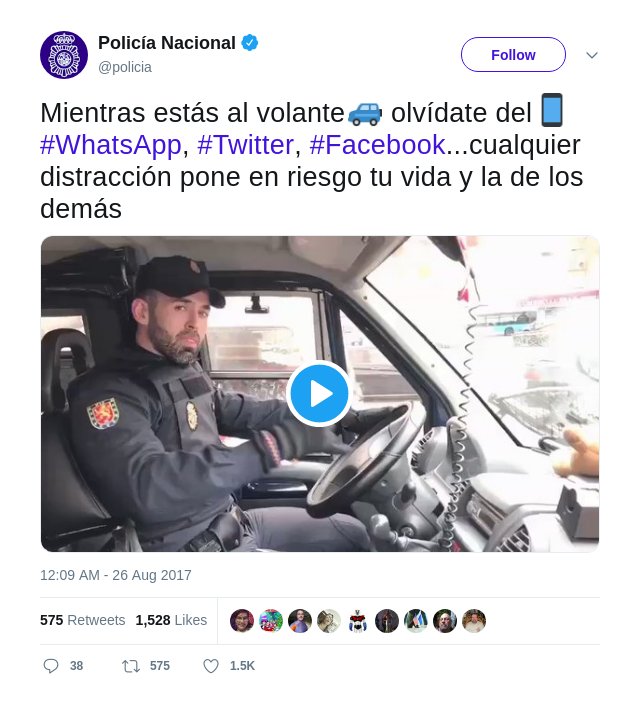 Policía Nacional
@policia
Follow
Mientras estás al volante🚙 olvídate del 📱
#WhatsApp, #Twitter, #Facebook...cualquier
distracción pone en riesgo tu vida y la de los
demás
12:09 AM - 26 Aug 2017
575 Retweets 1,528 Likes
38 575 1.5K